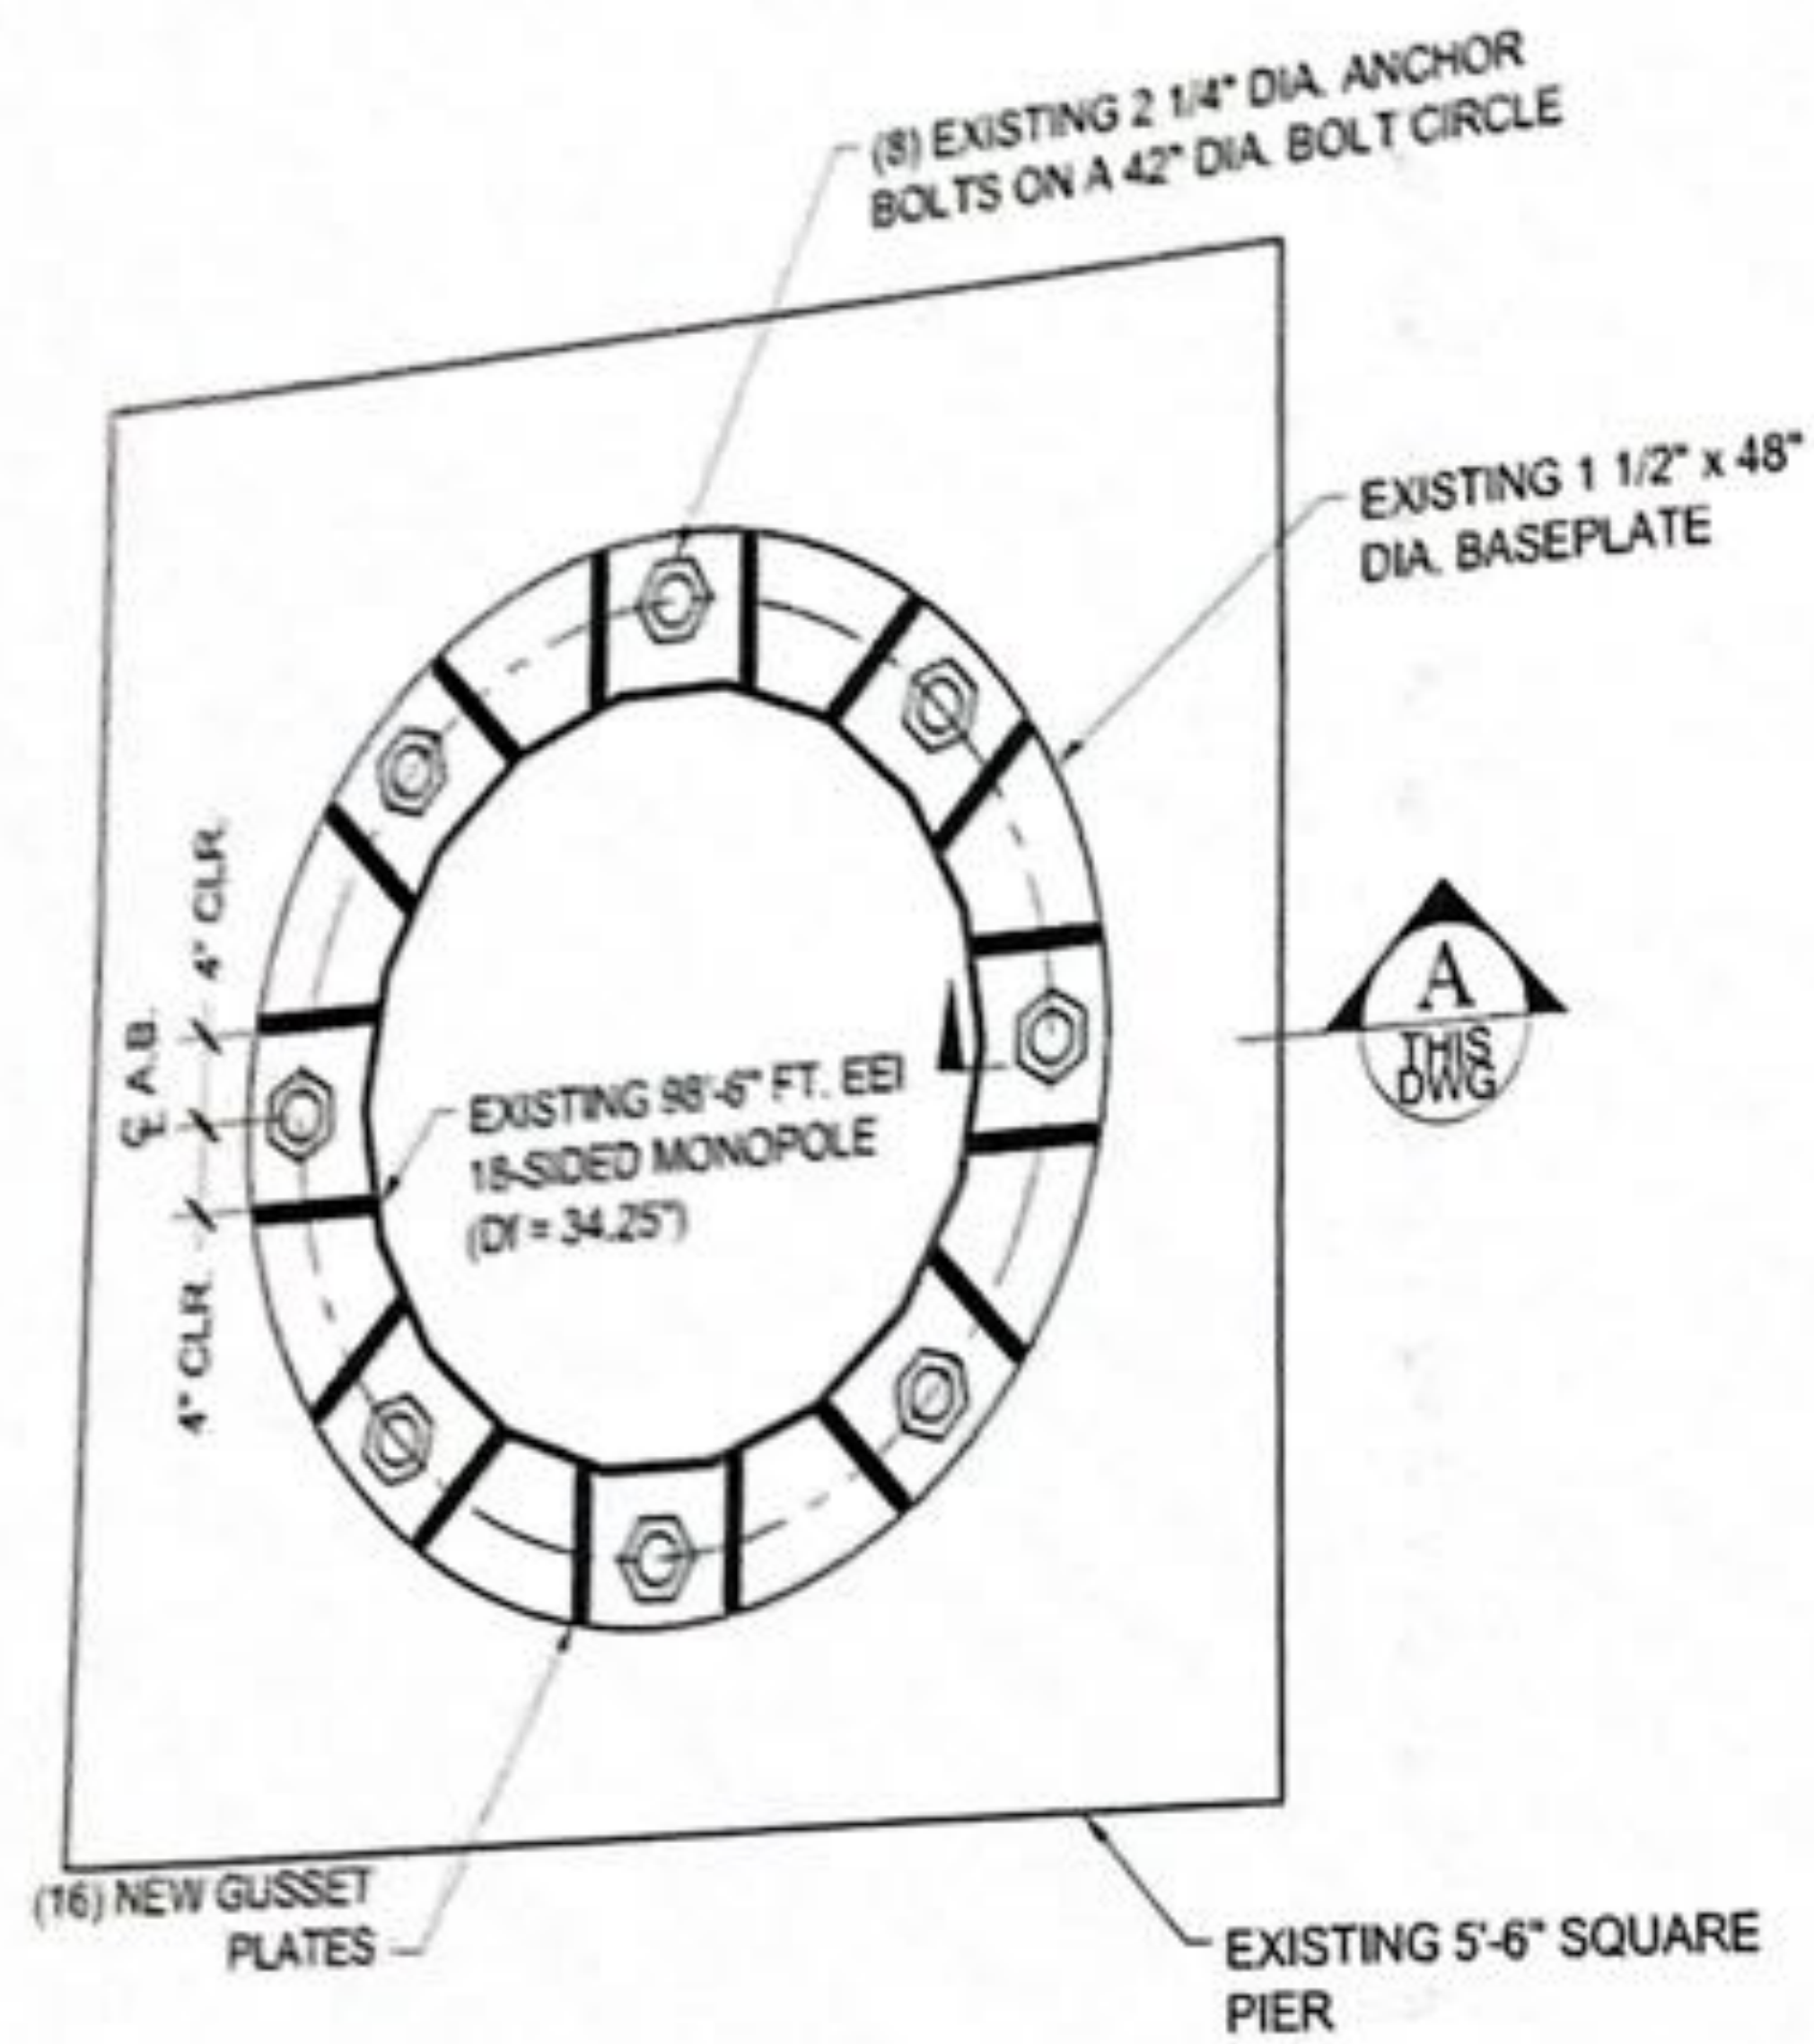 (8) EXISTING 2 1/4" DIA. ANCHOR
BOLTS ON A 42" DIA. BOLT CIRCLE
EXISTING 1 1/2" x 48"
DIA. BASEPLATE
4" CLR.
℄ A.B.
4" CLR.
EXISTING 98'-6" FT. EEI
18-SIDED MONOPOLE
(Df = 34.25")
A
THIS
DWG
(16) NEW GUSSET
PLATES
EXISTING 5'-6" SQUARE
PIER